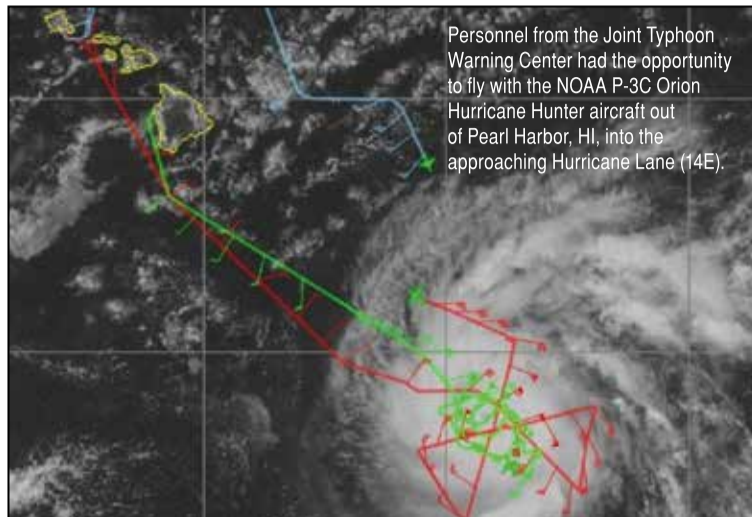 Personnel from the Joint Typhoon
Warning Center had the opportunity
to fly with the NOAA P-3C Orion
Hurricane Hunter aircraft out
of Pearl Harbor, HI, into the
approaching Hurricane Lane (14E).